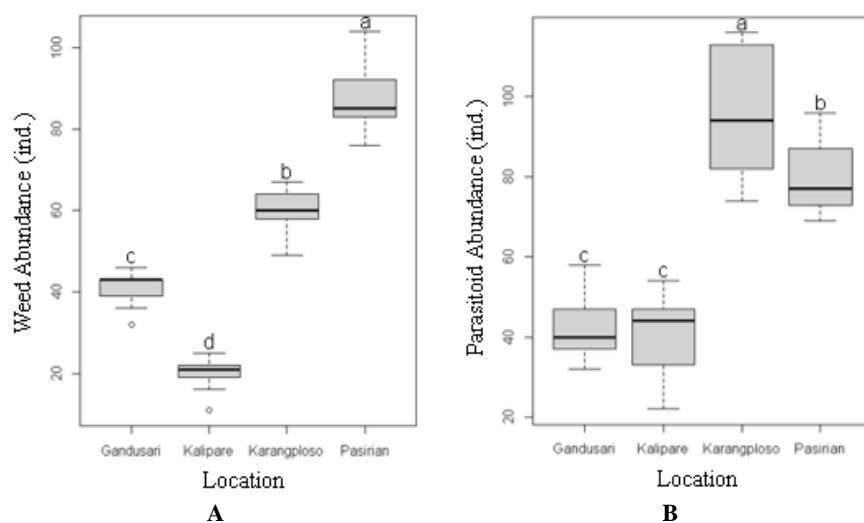 Weed Abundance (ind.)
100
80
60
40
20
a
b
c
d
Gandusari Kalipare Karangploso Pasirian
Location
A
Parasitoid Abundance (ind.)
100
80
60
40
20
a
b
c
c
Gandusari Kalipare Karangploso Pasirian
Location
B